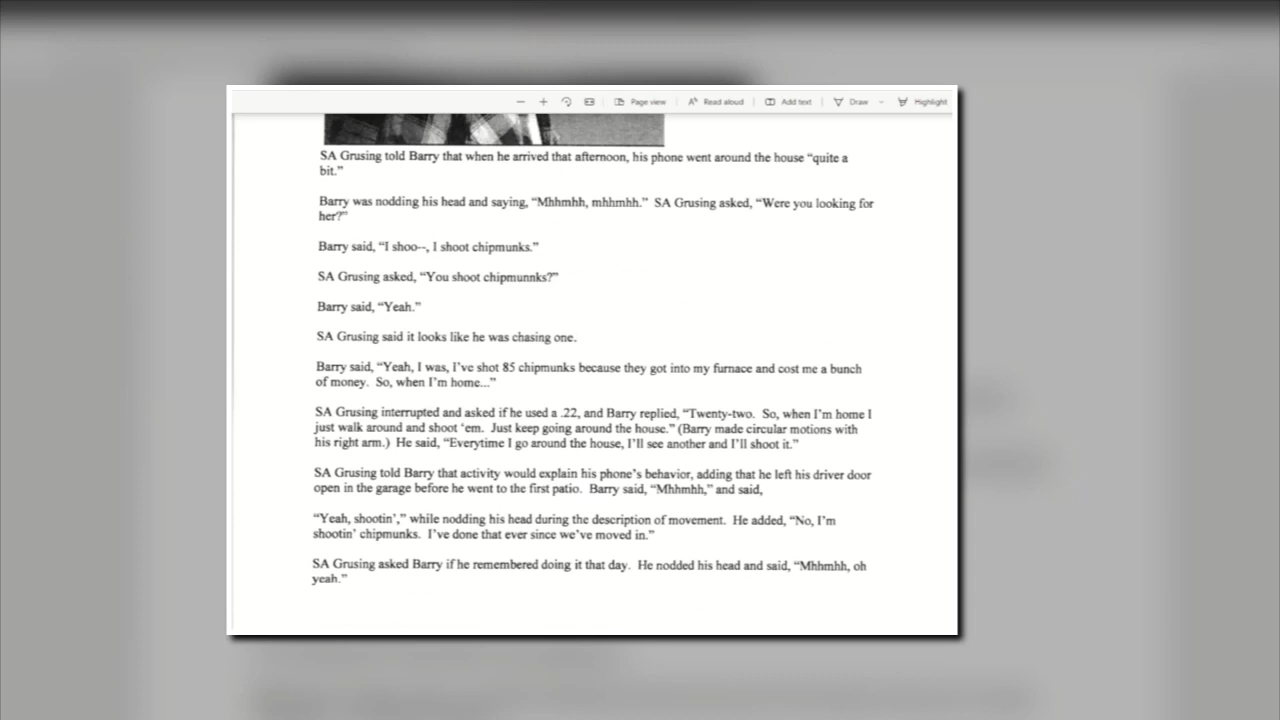 Page view
Read aloud
Add text
Draw
Highlight
SA Grusing told Barry that when he arrived that afternoon, his phone went around the house “quite a
bit.”
Barry was nodding his head and saying, “Mhhmhh, mhhmhh.” SA Grusing asked, “Were you looking for
her?”
Barry said, “I shoo--, I shoot chipmunks.”
SA Grusing asked, “You shoot chipmunnks?”
Barry said, “Yeah.”
SA Grusing said it looks like he was chasing one.
Barry said, “Yeah, I was, I’ve shot 85 chipmunks because they got into my furnace and cost me a bunch
of money. So, when I’m home...”
SA Grusing interrupted and asked if he used a .22, and Barry replied, “Twenty-two. So, when I’m home I
just walk around and shoot ‘em. Just keep going around the house.” (Barry made circular motions with
his right arm.) He said, “Everytime I go around the house, I’ll see another and I’ll shoot it.”
SA Grusing told Barry that activity would explain his phone’s behavior, adding that he left his driver door
open in the garage before he went to the first patio. Barry said, “Mhhmhh,” and said,
“Yeah, shootin’,” while nodding his head during the description of movement. He added, “No, I’m
shootin’ chipmunks. I’ve done that ever since we’ve moved in.”
SA Grusing asked Barry if he remembered doing it that day. He nodded his head and said, “Mhhmhh, oh
yeah.”